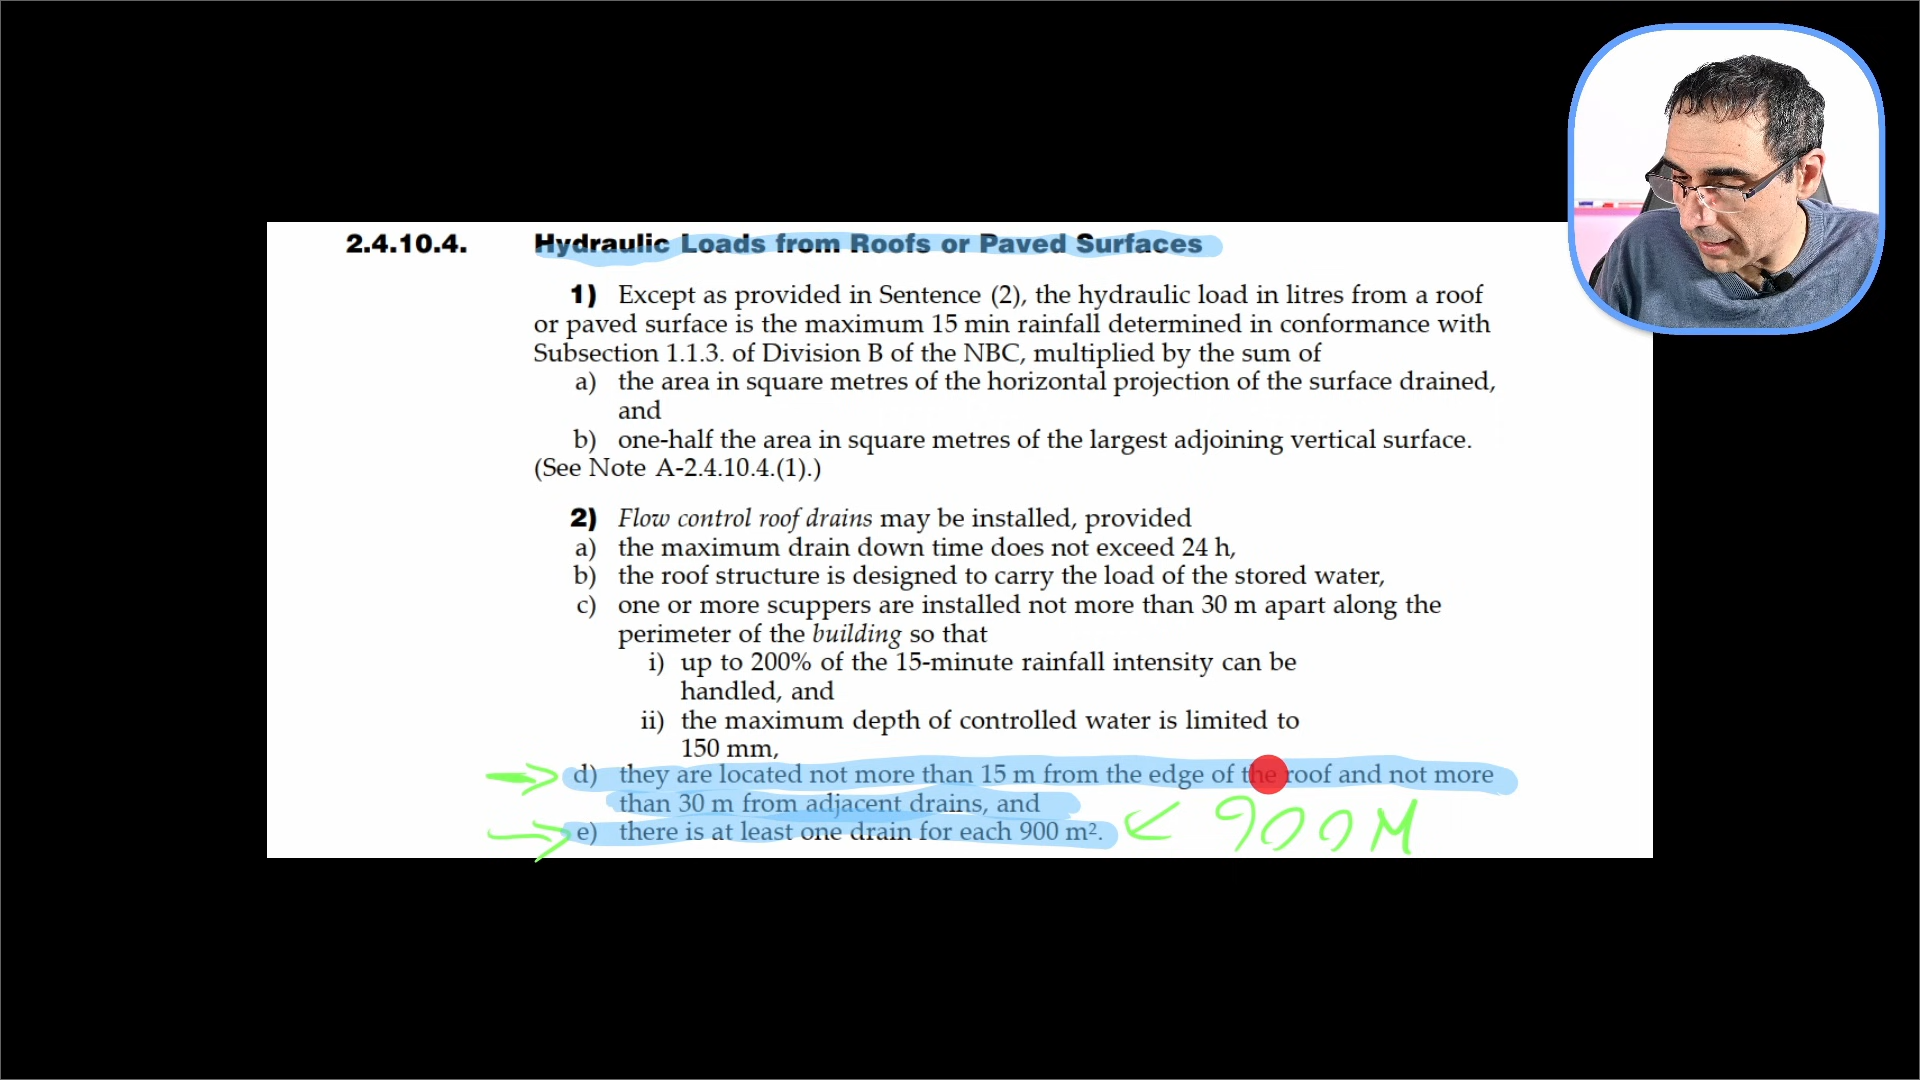 2.4.10.4. Hydraulic Loads from Roofs or Paved Surfaces
1) Except as provided in Sentence (2), the hydraulic load in litres from a roof
or paved surface is the maximum 15 min rainfall determined in conformance with
Subsection 1.1.3. of Division B of the NBC, multiplied by the sum of
a) the area in square metres of the horizontal projection of the surface drained,
and
b) one-half the area in square metres of the largest adjoining vertical surface.
(See Note A-2.4.10.4.(1).)
2) Flow control roof drains may be installed, provided
a) the maximum drain down time does not exceed 24 h,
b) the roof structure is designed to carry the load of the stored water,
c) one or more scuppers are installed not more than 30 m apart along the
perimeter of the building so that
i) up to 200% of the 15-minute rainfall intensity can be
handled, and
ii) the maximum depth of controlled water is limited to
150 mm,
d) they are located not more than 15 m from the edge of the roof and not more
than 30 m from adjacent drains, and
e) there is at least one drain for each 900 m².
900M